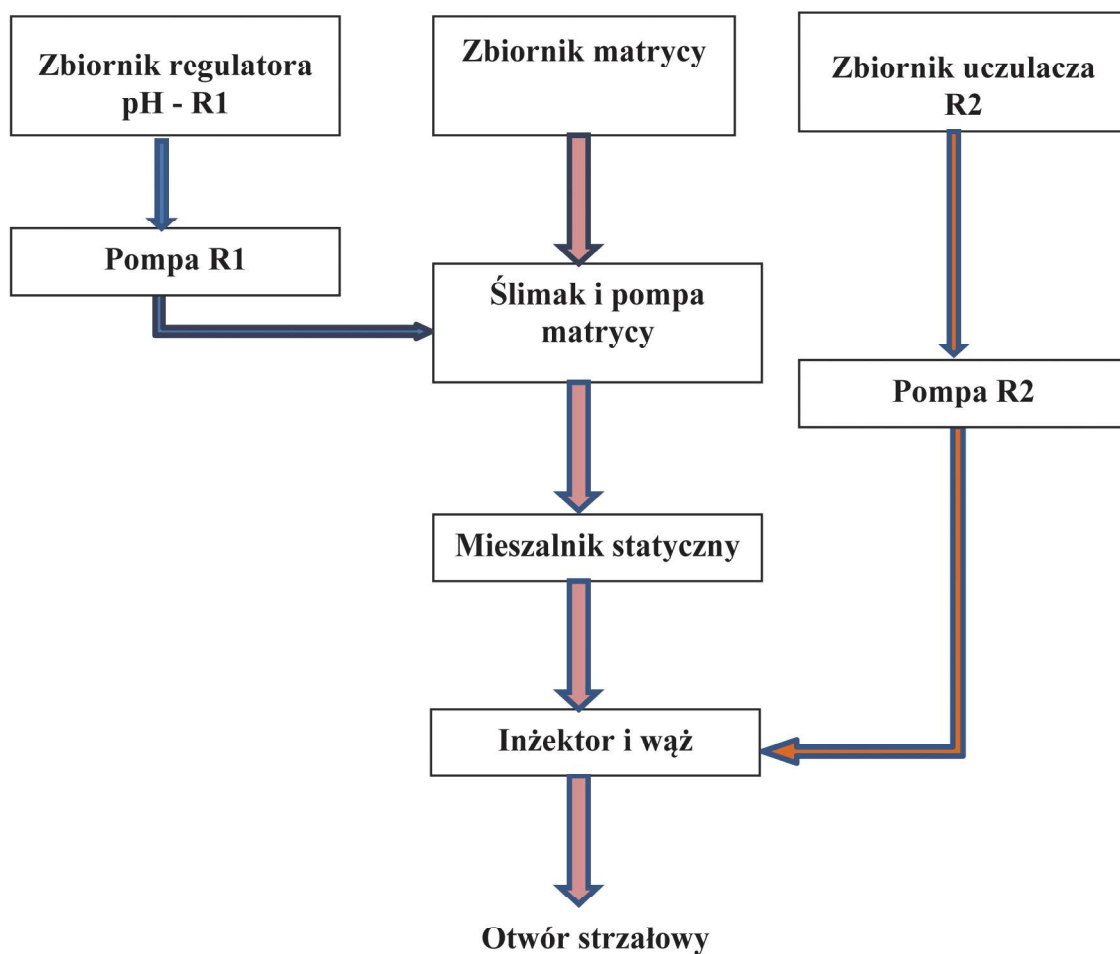 Zbiornik regulatora
pH - R1
Zbiornik matrycy
Zbiornik uczulacza
R2
Pompa R1
Ślimak i pompa
matrycy
Pompa R2
Mieszalnik statyczny
Inżektor i wąż
Otwór strzałowy